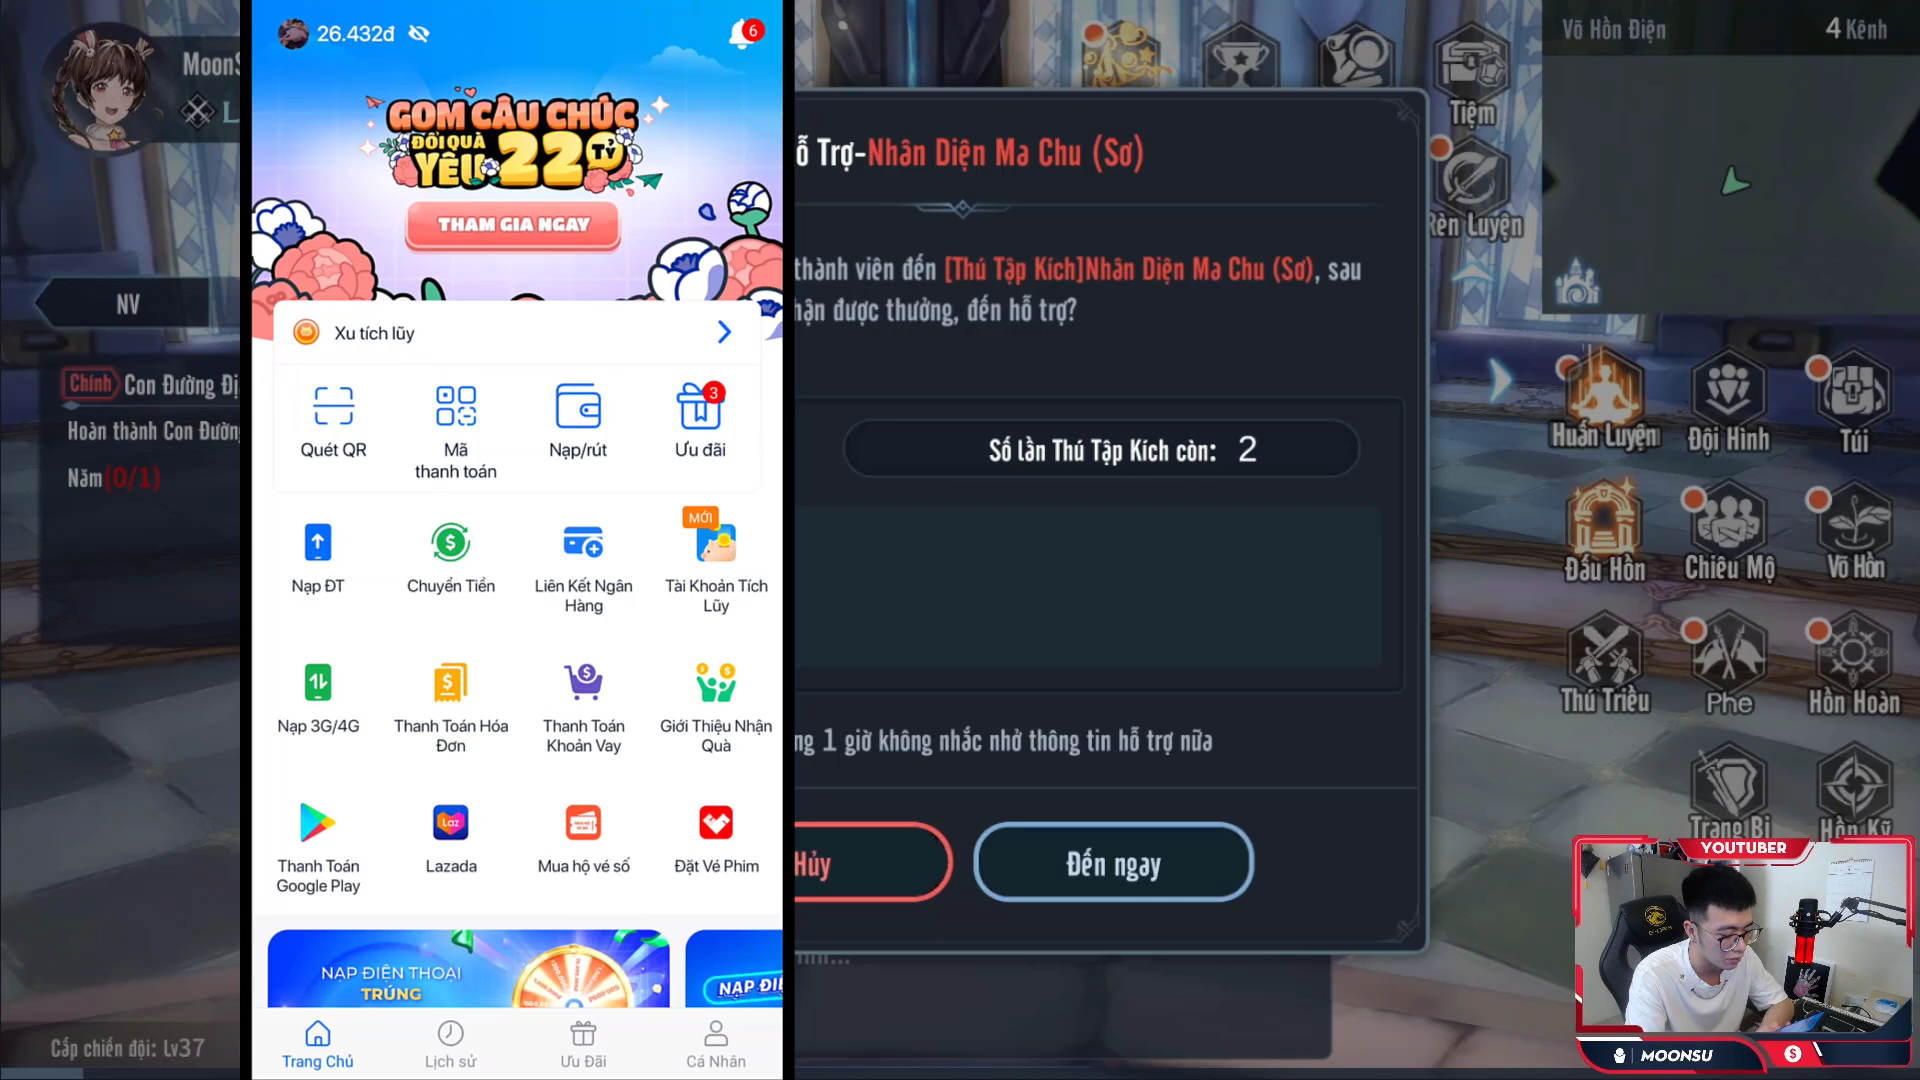 MoonS
L
NV
Chính Con Đường Đị
Hoàn thành Con Đường
Năm(0/1)
Cấp chiến đội: Lv37
26.432đ
6
GOM CÂU CHÚC
ĐỔI QUÀ
YÊU 220 TỶ
THAM GIA NGAY
Xu tích lũy
Quét QR
Mã
thanh toán
Nạp/rút
3
Ưu đãi
Nạp ĐT
Chuyển Tiền
Liên Kết Ngân
Hàng
MỚI
Tài Khoản Tích
Lũy
Nạp 3G/4G
Thanh Toán Hóa
Đơn
Thanh Toán
Khoản Vay
Giới Thiệu Nhận
Quà
Thanh Toán
Google Play
Laz
Lazada
Mua hộ vé số
Đặt Vé Phim
NẠP ĐIỆN THOẠI
TRÚNG
NẠP ĐI
Trang Chủ
Lịch sử
Ưu Đãi
Cá Nhân
ỗ Trợ-Nhân Diện Ma Chu (Sơ)
thành viên đến [Thú Tập Kích]Nhân Diện Ma Chu (Sơ), sau
hận được thưởng, đến hỗ trợ?
Số lần Thú Tập Kích còn: 2
ng 1 giờ không nhắc nhở thông tin hỗ trợ nữa
Hủy
Đến ngay
Tiệm
Rèn Luyện
Võ Hồn Điện
4 Kênh
Huấn Luyện
Đội Hình
Túi
Đấu Hồn
Chiêu Mộ
Võ Hồn
Thú Triều
Phe
Hồn Hoàn
Trang Bị
Hồn Kỹ
YOUTUBER
MOONSU